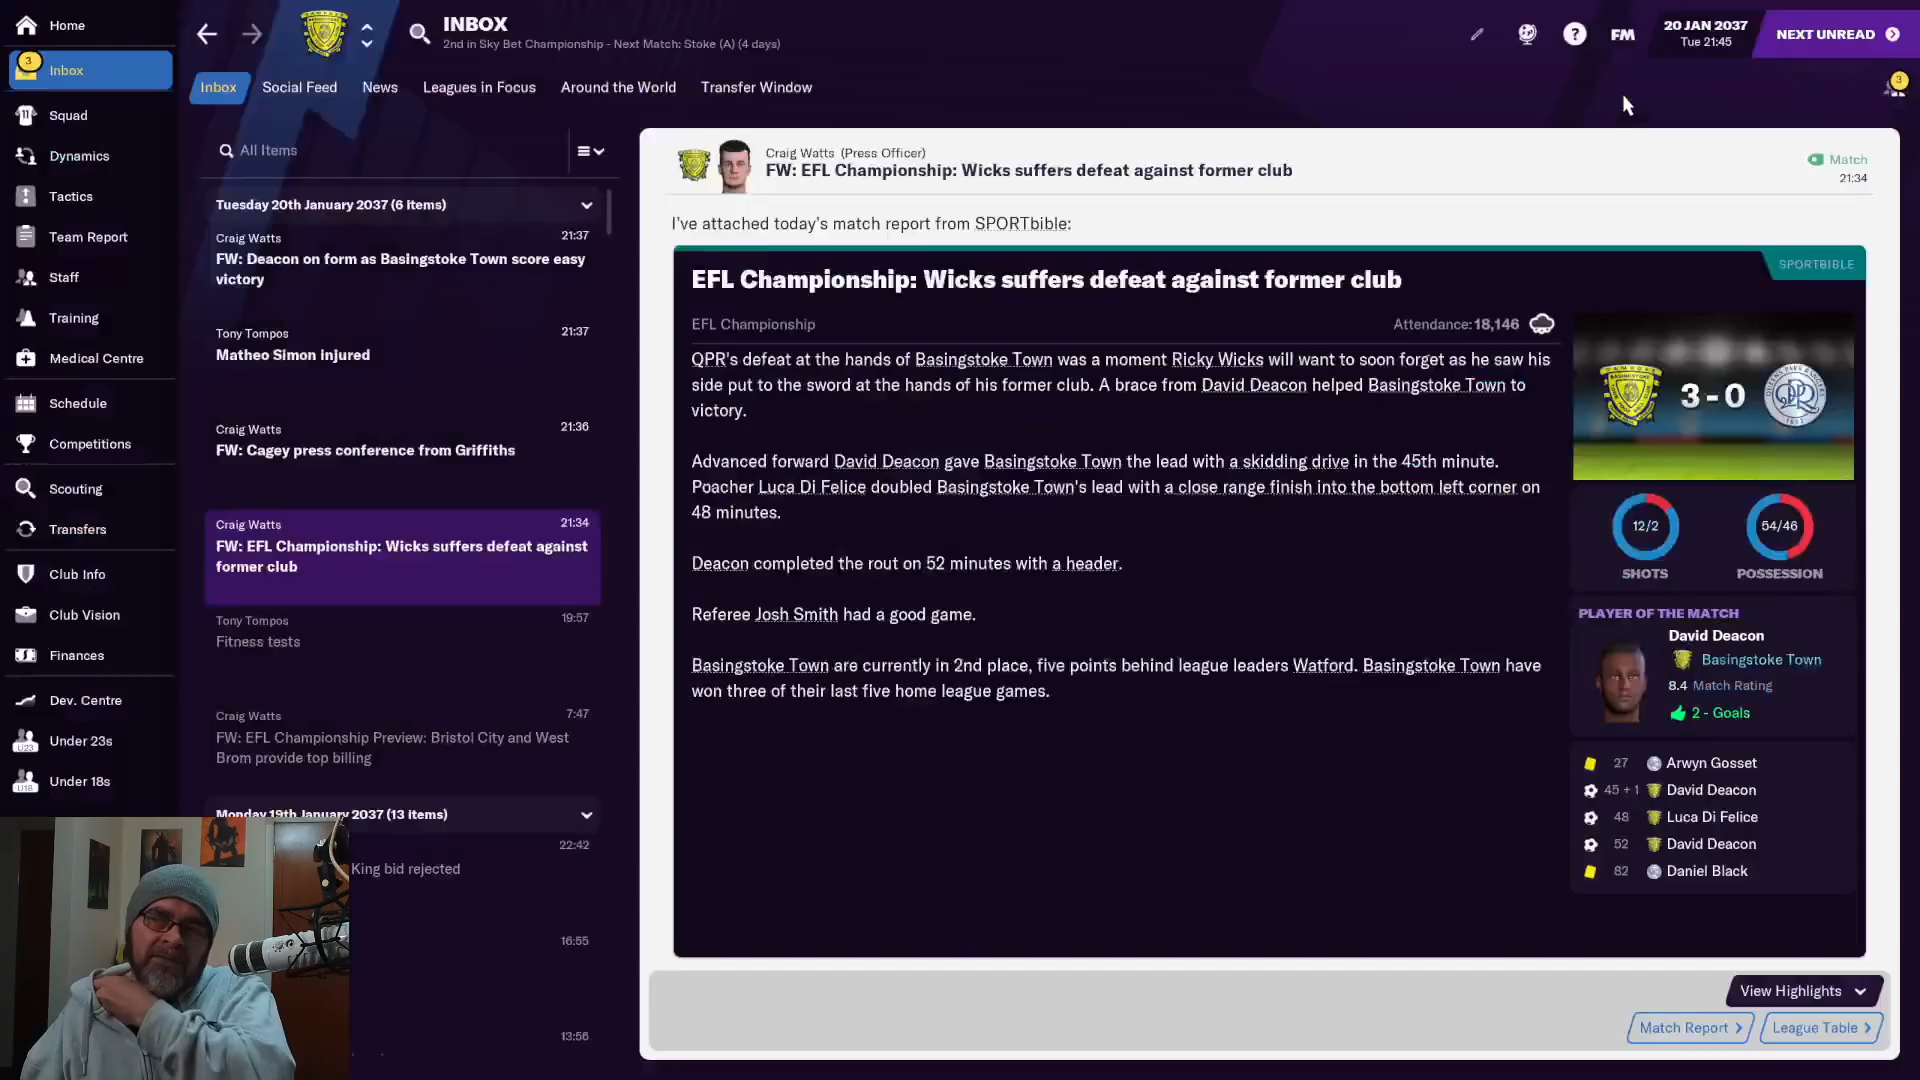 Home
3
Inbox
Squad
Dynamics
Tactics
Team Report
Staff
Training
Medical Centre
Schedule
Competitions
Scouting
Transfers
Club Info
Club Vision
Finances
Dev. Centre
U23
Under 23s
U18
Under 18s
INBOX
2nd in Sky Bet Championship - Next Match: Stoke (A) (4 days)
?
FM
20 JAN 2037
Tue 21:45
NEXT UNREAD
3
Inbox
Social Feed
News
Leagues in Focus
Around the World
Transfer Window
All Items
Tuesday 20th January 2037 (6 items)
Craig Watts
21:37
FW: Deacon on form as Basingstoke Town score easy
victory
Tony Tompos
21:37
Matheo Simon injured
Craig Watts
21:36
FW: Cagey press conference from Griffiths
Craig Watts
21:34
FW: EFL Championship: Wicks suffers defeat against
former club
Tony Tompos
19:57
Fitness tests
Craig Watts
7:47
FW: EFL Championship Preview: Bristol City and West
Brom provide top billing
Monday 19th January 2037 (13 items)
22:42
King bid rejected
16:55
13:56
Craig Watts (Press Officer)
FW: EFL Championship: Wicks suffers defeat against former club
Match
21:34
I've attached today's match report from SPORTbible:
SPORTBIBLE
EFL Championship: Wicks suffers defeat against former club
EFL Championship
Attendance: 18,146
QPR's defeat at the hands of Basingstoke Town was a moment Ricky Wicks will want to soon forget as he saw his
side put to the sword at the hands of his former club. A brace from David Deacon helped Basingstoke Town to
victory.
Advanced forward David Deacon gave Basingstoke Town the lead with a skidding drive in the 45th minute.
Poacher Luca Di Felice doubled Basingstoke Town's lead with a close range finish into the bottom left corner on
48 minutes.
Deacon completed the rout on 52 minutes with a header.
Referee Josh Smith had a good game.
Basingstoke Town are currently in 2nd place, five points behind league leaders Watford. Basingstoke Town have
won three of their last five home league games.
3 - 0
12/2
SHOTS
54/46
POSSESSION
PLAYER OF THE MATCH
David Deacon
Basingstoke Town
8.4 Match Rating
2 - Goals
27 Arwyn Gosset
45 + 1 David Deacon
48 Luca Di Felice
52 David Deacon
82 Daniel Black
View Highlights
Match Report
League Table